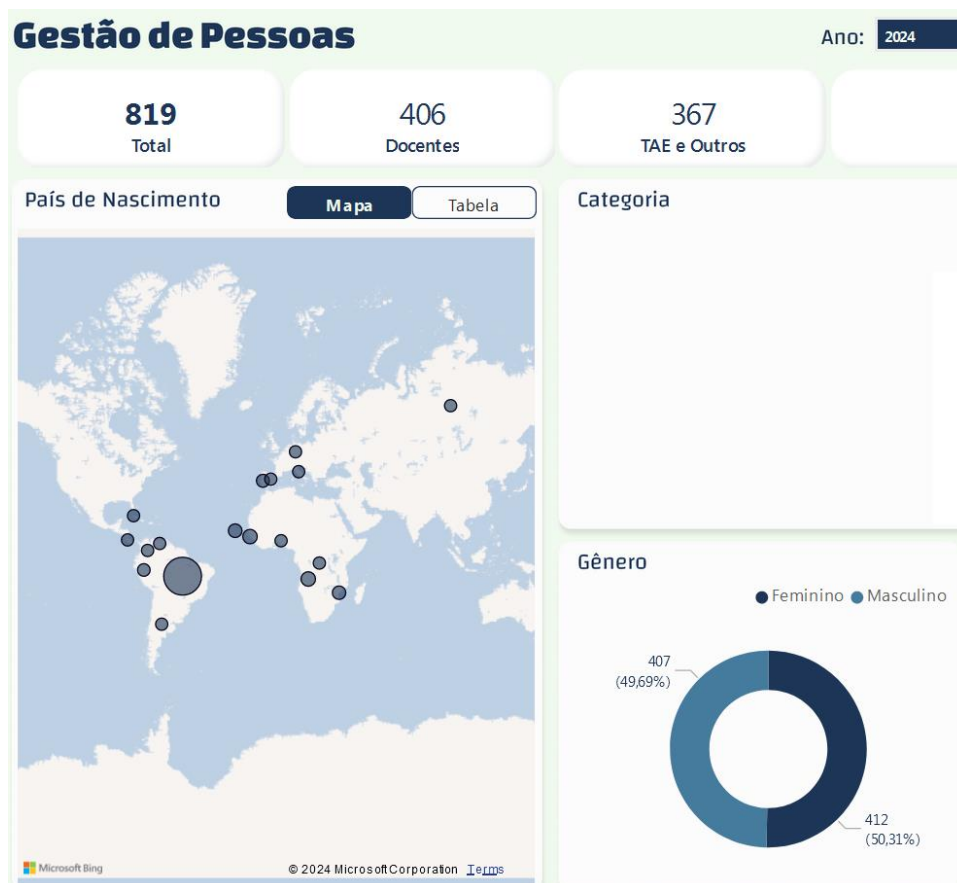 Gestão de Pessoas
Ano: 2024
819
Total
406
Docentes
367
TAE e Outros
País de Nascimento
Mapa
Tabela
Categoria
Microsoft Bing
© 2024 Microsoft Corporation Terms
Gênero
Feminino Masculino
407
(49,69%)
412
(50,31%)